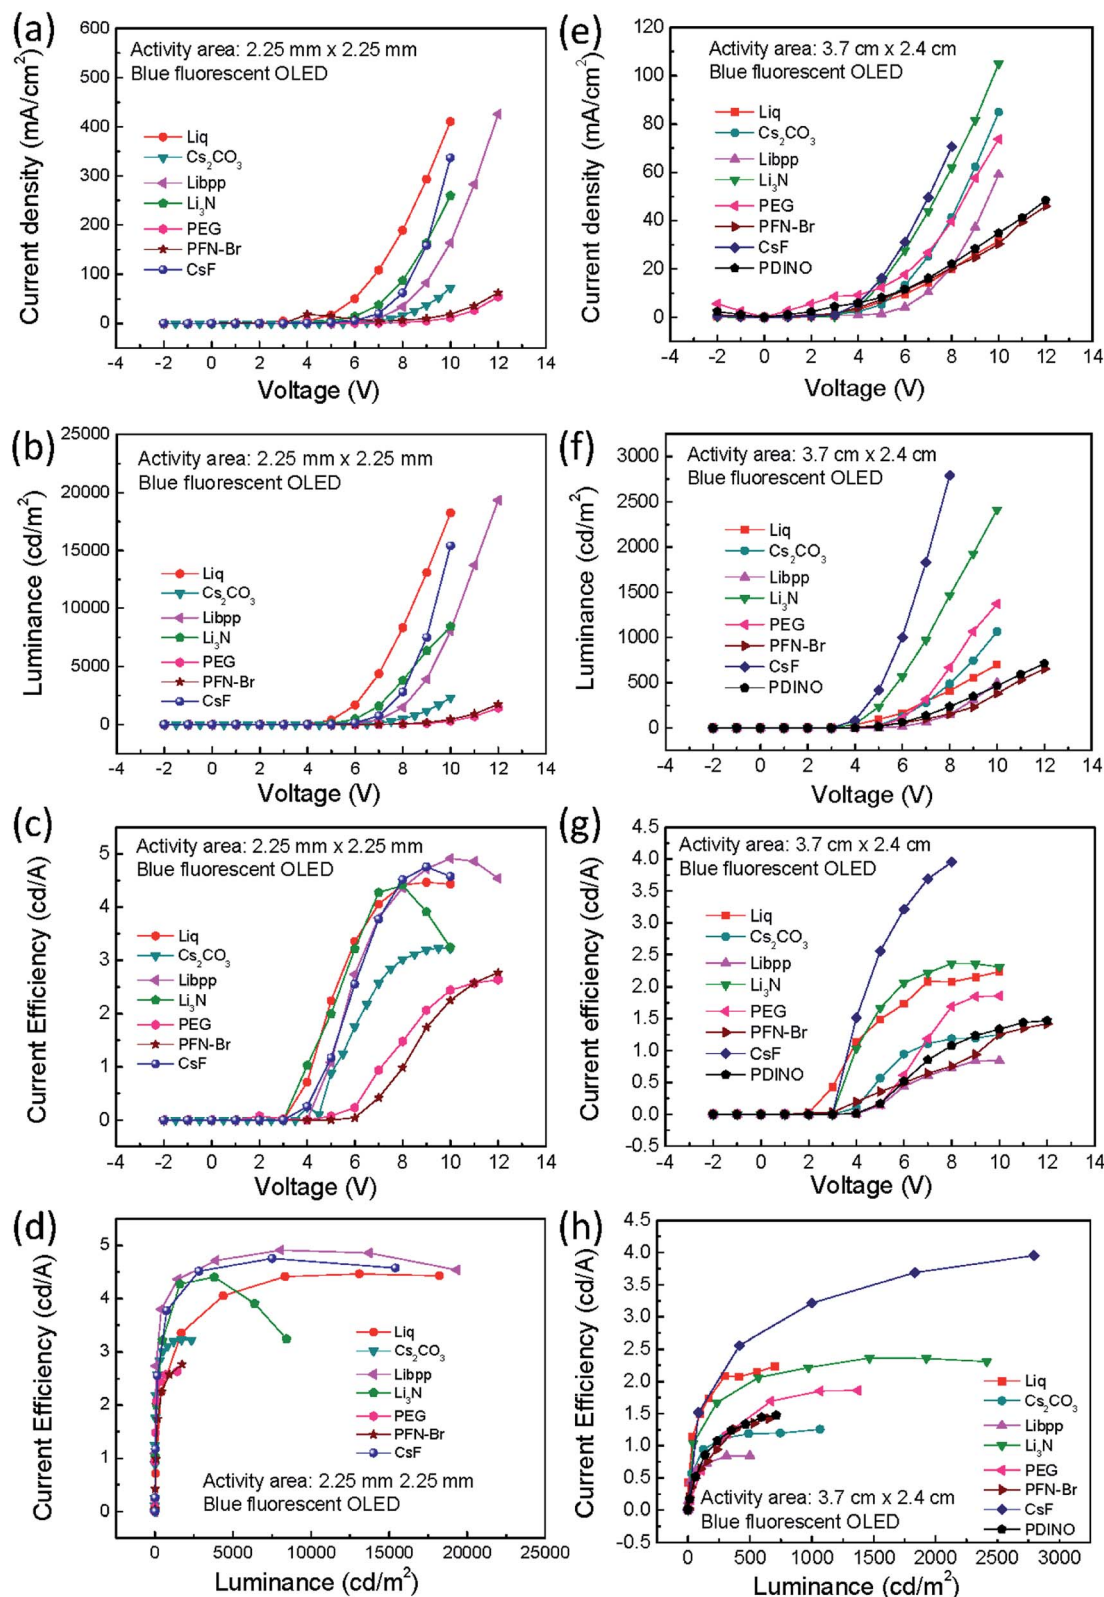 (a)
600
500
400
300
200
100
0
Current density (mA/cm²)
Activity area: 2.25 mm x 2.25 mm
Blue fluorescent OLED
Liq
Cs₂CO₃
Libpp
Li₃N
PEG
PFN-Br
CsF
-4 -2 0 2 4 6 8 10 12 14
Voltage (V)
(e)
120
100
80
60
40
20
0
Current density (mA/cm²)
Activity area: 3.7 cm x 2.4 cm
Blue fluorescent OLED
Liq
Cs₂CO₃
Libpp
Li₃N
PEG
PFN-Br
CsF
PDINO
-4 -2 0 2 4 6 8 10 12 14
Voltage (V)
(b)
25000
20000
15000
10000
5000
0
Luminance (cd/m²)
Activity area: 2.25 mm x 2.25 mm
Blue fluorescent OLED
Liq
Cs₂CO₃
Libpp
Li₃N
PEG
PFN-Br
CsF
-4 -2 0 2 4 6 8 10 12 14
Voltage (V)
(f)
3000
2500
2000
1500
1000
500
0
Luminance (cd/m²)
Activity area: 3.7 cm x 2.4 cm
Blue fluorescent OLED
Liq
Cs₂CO₃
Libpp
Li₃N
PEG
PFN-Br
CsF
PDINO
-4 -2 0 2 4 6 8 10 12 14
Voltage (V)
(c)
5
4
3
2
1
0
Current Efficiency (cd/A)
Activity area: 2.25 mm x 2.25 mm
Blue fluorescent OLED
Liq
Cs₂CO₃
Libpp
Li₃N
PEG
PFN-Br
CsF
-4 -2 0 2 4 6 8 10 12 14
Voltage (V)
(g)
4.5
4.0
3.5
3.0
2.5
2.0
1.5
1.0
0.5
0.0
-0.5
Current efficiency (cd/A)
Activity area: 3.7 cm x 2.4 cm
Blue fluorescent OLED
Liq
Cs₂CO₃
Libpp
Li₃N
PEG
PFN-Br
CsF
PDINO
-4 -2 0 2 4 6 8 10 12 14
Voltage (V)
(d)
5
4
3
2
1
0
Current Efficiency (cd/A)
Liq
Cs₂CO₃
Libpp
Li₃N
PEG
PFN-Br
CsF
Activity area: 2.25 mm 2.25 mm
Blue fluorescent OLED
0 5000 10000 15000 20000 25000
Luminance (cd/m²)
(h)
4.5
4.0
3.5
3.0
2.5
2.0
1.5
1.0
0.5
0.0
-0.5
Current Efficiency (cd/A)
Liq
Cs₂CO₃
Libpp
Li₃N
PEG
PFN-Br
CsF
PDINO
Activity area: 3.7 cm x 2.4 cm
Blue fluorescent OLED
0 500 1000 1500 2000 2500 3000
Luminance (cd/m²)